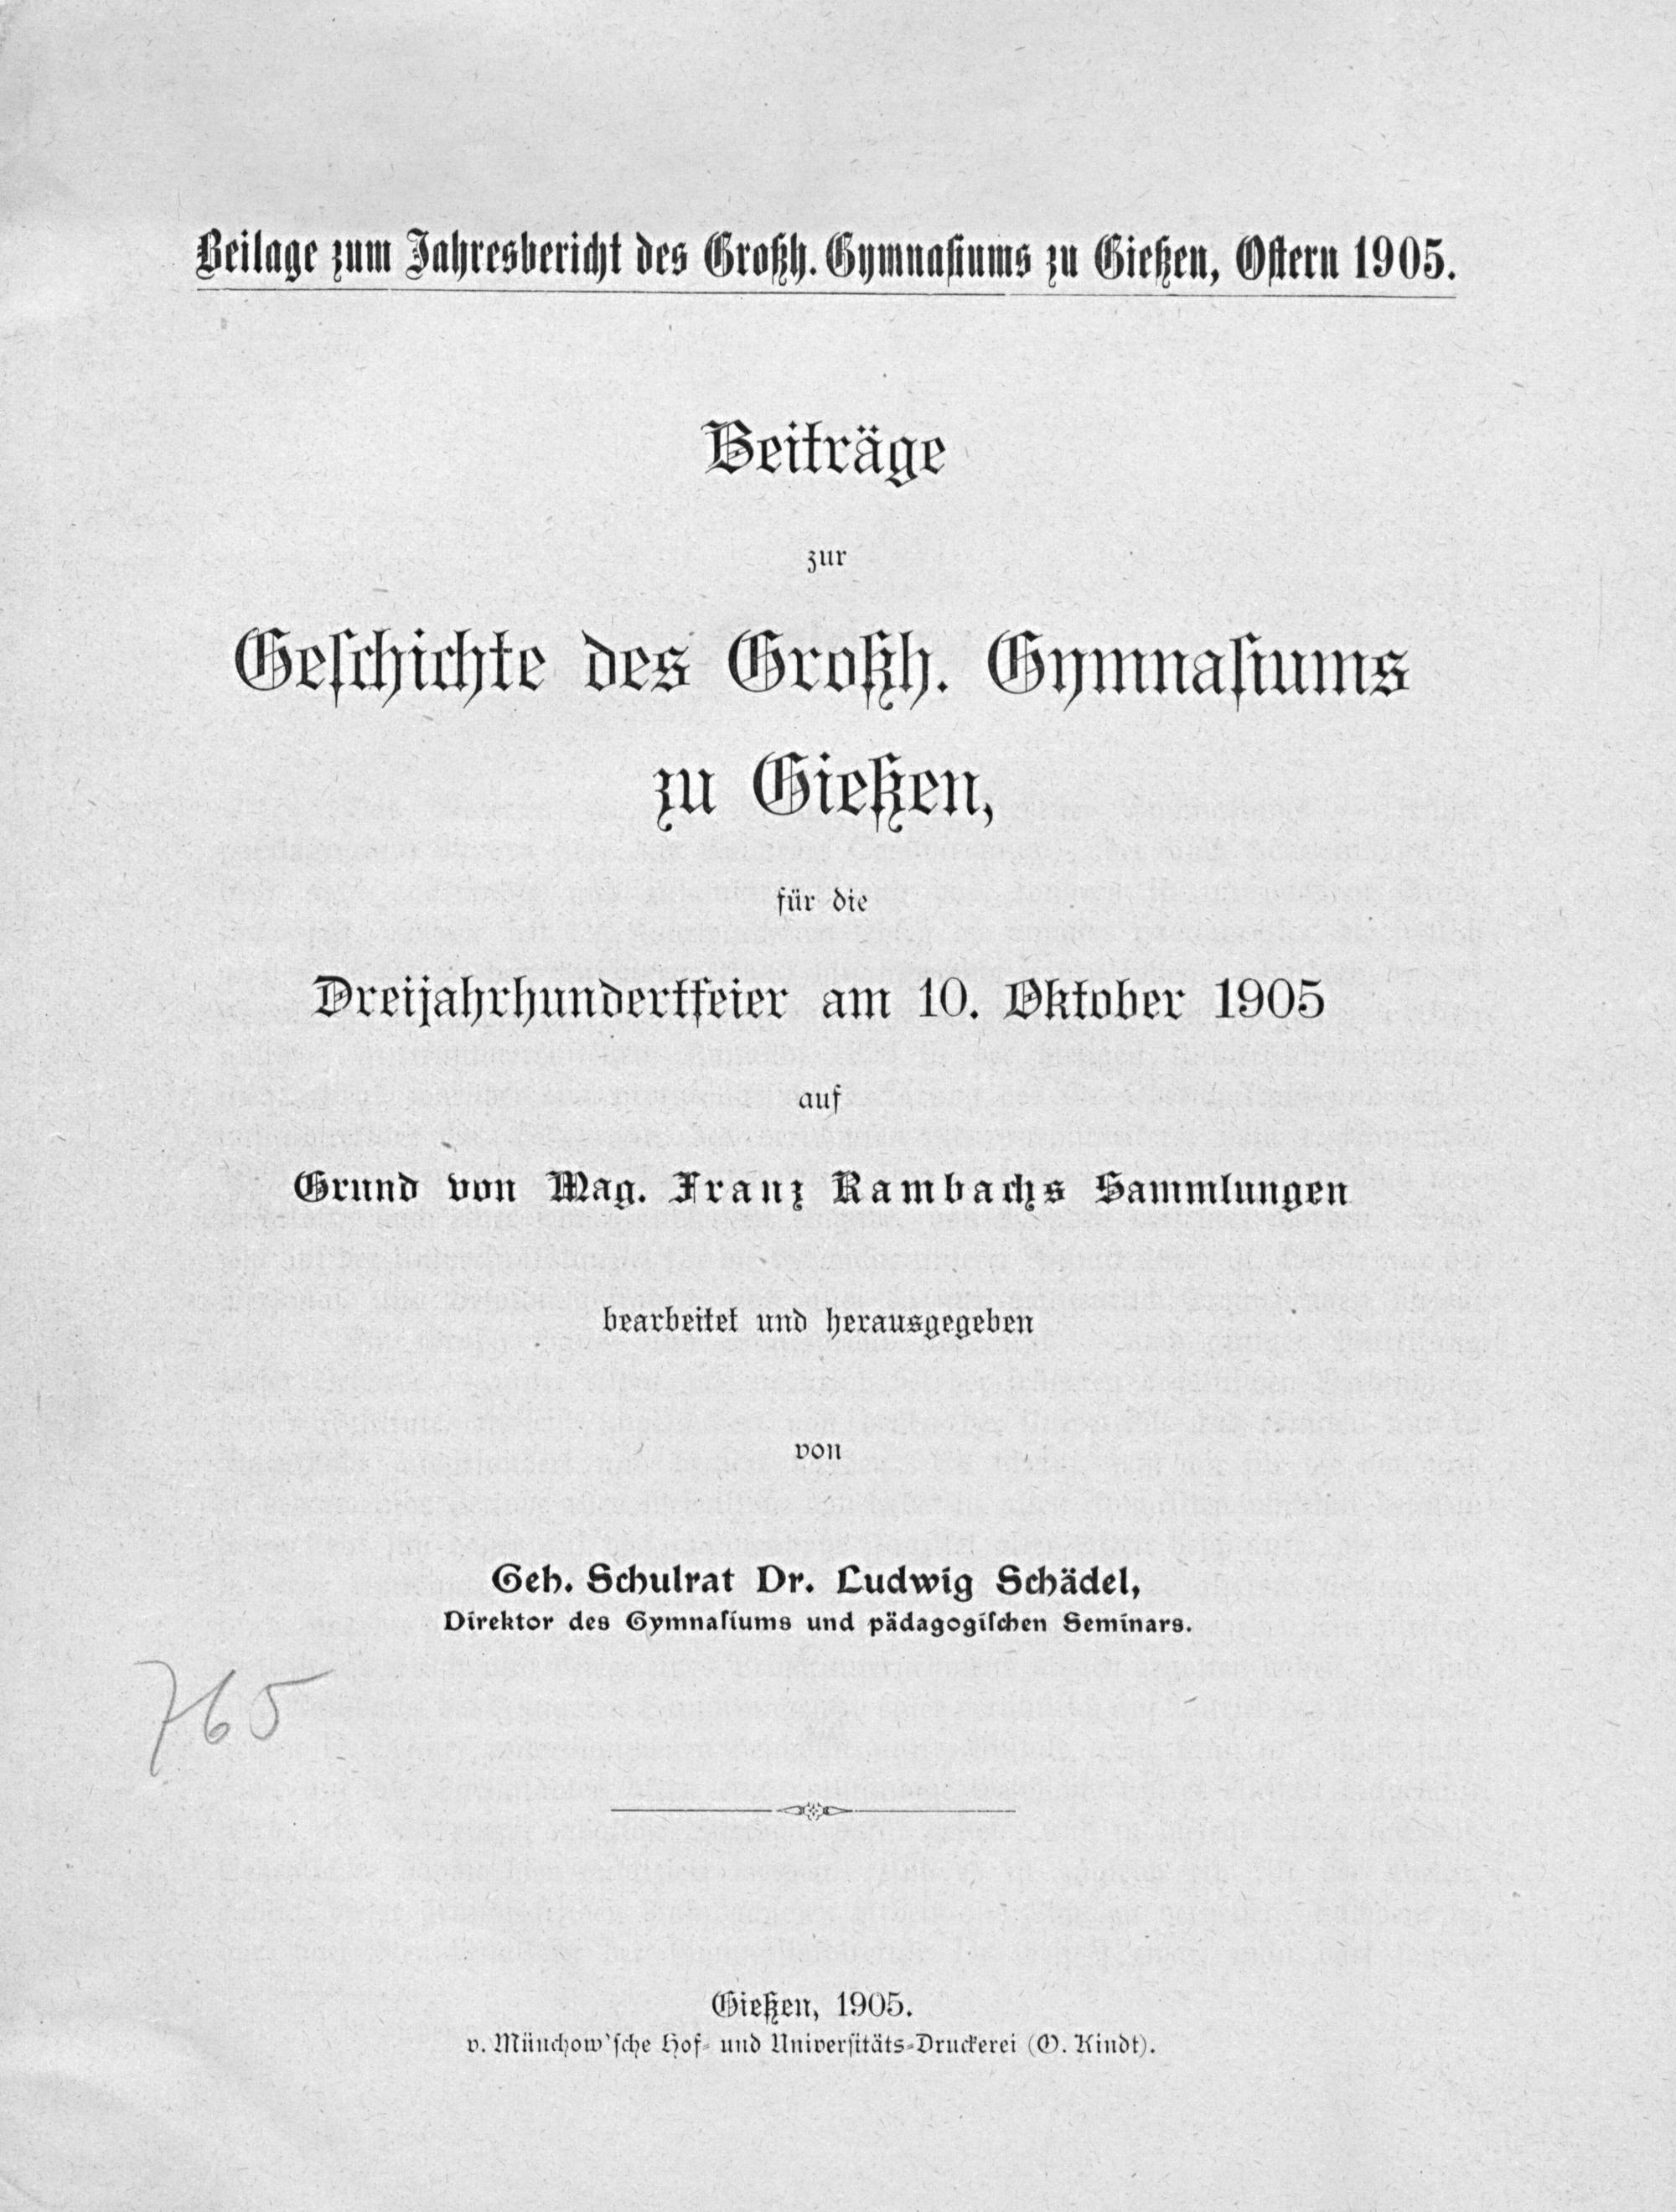 Beilage zum Jahresbericht des Großh. Gymnasiums zu Gießen, Ostern 1905.
Beiträge
zur
Geschichte des Großh. Gymnasiums
zu Gießen,
für die
Dreijahrhundertfeier am 10. Oktober 1905
auf
Grund von Mag. Franz Rambachs Sammlungen
bearbeitet und herausgegeben
von
Geh. Schulrat Dr. Ludwig Schädel,
Direktor des Gymnasiums und pädagogischen Seminars.
765
Gießen, 1905.
v. Münchow'sche Hof- und Universitäts-Druckerei (O. Kindt).